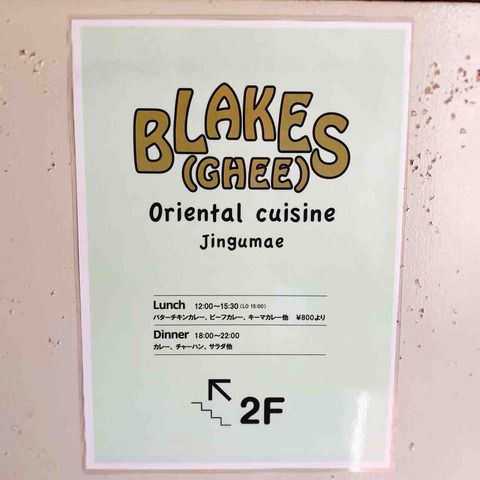 BLAKES
(GHEE)
Oriental cuisine
Jingumae
Lunch 12:00～15:30 (LO 15:00)
バターチキンカレー、ビーフカレー、キーマカレー他 ¥800より
Dinner 18:00～22:00
カレー、チャーハン、サラダ他
2F